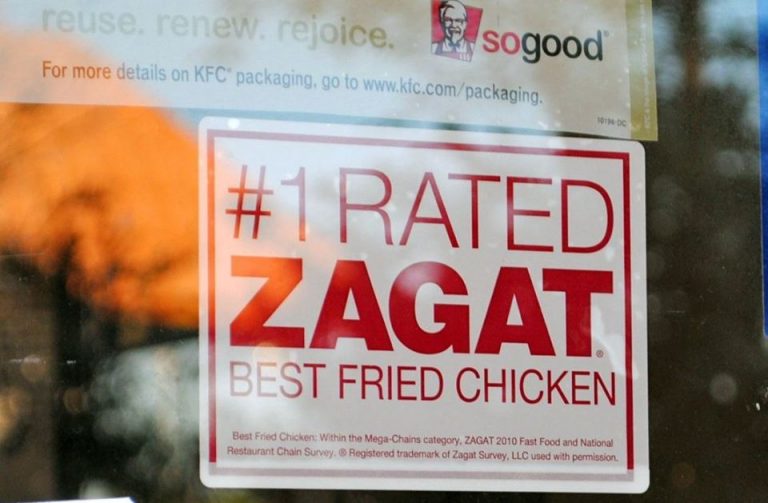 reuse. renew. rejoice.
sogood
For more details on KFC® packaging, go to www.kfc.com/packaging.
10194-DC
#1 RATED
ZAGAT®
BEST FRIED CHICKEN
Best Fried Chicken: Within the Mega-Chains category, ZAGAT 2010 Fast Food and National
Restaurant Chain Survey. ® Registered trademark of Zagat Survey, LLC used with permission.